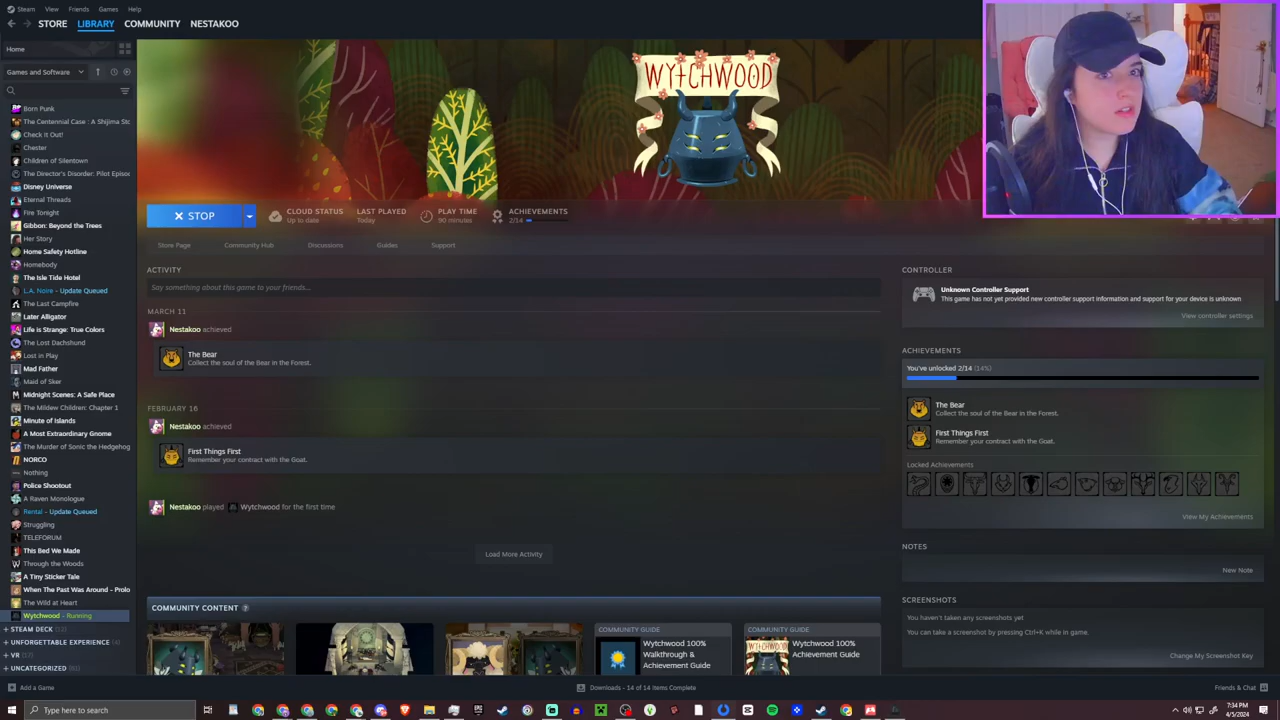 Steam View Friends Games Help
STORE LIBRARY COMMUNITY NESTAKOO
Home
Games and Software
Born Punk
The Centennial Case : A Shijima Sto
Check It Out!
Chester
Children of Silentown
The Director's Disorder: Pilot Episod
Disney Universe
Eternal Threads
Fire Tonight
Gibbon: Beyond the Trees
Her Story
Home Safety Hotline
Homebody
The Isle Tide Hotel
L.A. Noire - Update Queued
The Last Campfire
Later Alligator
Life is Strange: True Colors
The Lost Dachshund
Lost in Play
Mad Father
Maid of Sker
Midnight Scenes: A Safe Place
The Mildew Children: Chapter 1
Minute of Islands
A Most Extraordinary Gnome
The Murder of Sonic the Hedgehog
NORCO
Nothing
Police Shootout
A Raven Monologue
Rental - Update Queued
Struggling
TELEFORUM
This Bed We Made
Through the Woods
A Tiny Sticker Tale
When The Past Was Around - Prolo
The Wild at Heart
Wytchwood - Running
+ STEAM DECK
+ UNFORGETTABLE EXPERIENCE (4)
+ VR (17)
+ UNCATEGORIZED (61)
WYTCHWOOD
STOP
CLOUD STATUS
Up to date
LAST PLAYED
Today
PLAY TIME
90 minutes
ACHIEVEMENTS
2/14
Store Page Community Hub Discussions Guides Support
ACTIVITY
Say something about this game to your friends...
MARCH 11
Nestakoo achieved
The Bear
Collect the soul of the Bear in the Forest.
FEBRUARY 16
Nestakoo achieved
First Things First
Remember your contract with the Goat.
Nestakoo played Wytchwood for the first time
Load More Activity
COMMUNITY CONTENT ?
COMMUNITY GUIDE
Wytchwood 100%
Walkthrough &
Achievement Guide
COMMUNITY GUIDE
Wytchwood 100%
Achievement Guide
CONTROLLER
Unknown Controller Support
This game has not yet provided new controller support information and support for your device is unknown
View controller settings
ACHIEVEMENTS
You've unlocked 2/14 (14%)
The Bear
Collect the soul of the Bear in the Forest.
First Things First
Remember your contract with the Goat.
Locked Achievements
View My Achievements
NOTES
New Note
SCREENSHOTS
You haven't taken any screenshots yet
You can take a screenshot by pressing Ctrl+K while in game.
Change My Screenshot Key
Add a Game
Downloads - 14 of 14 Items Complete
Friends & Chat
Type here to search
7:34 PM
4/5/2024